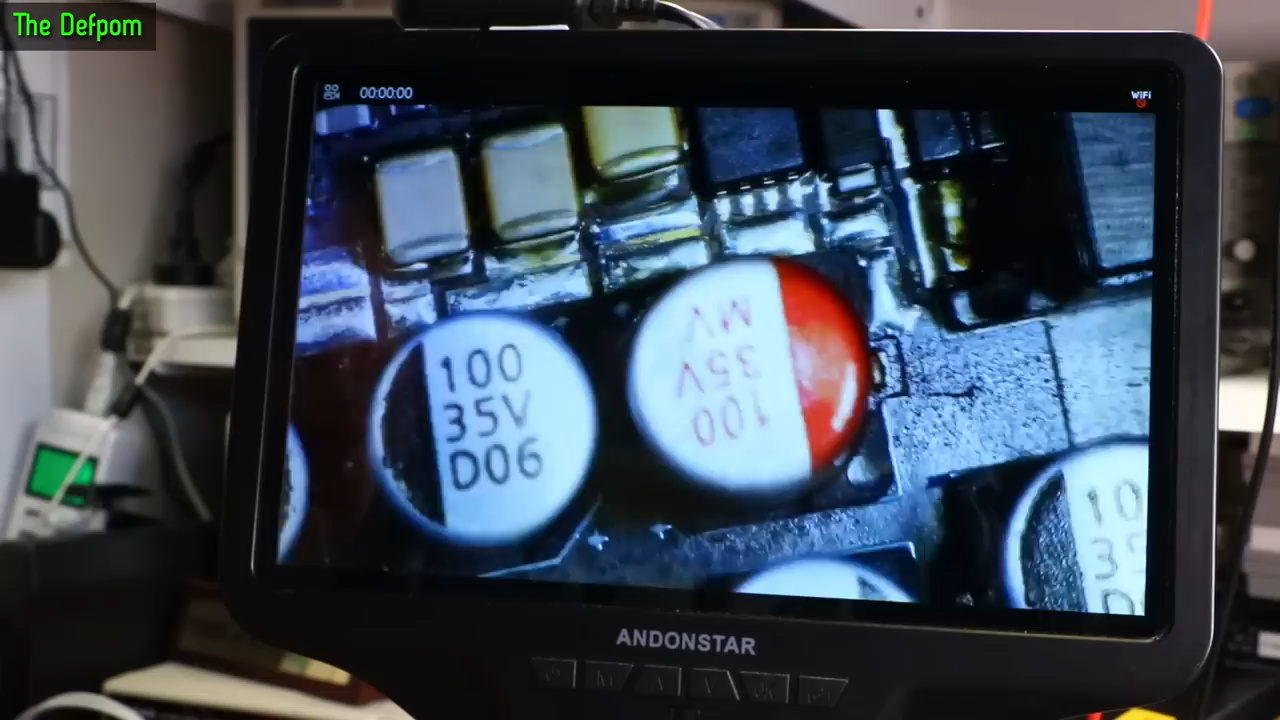 The Defpom
00:00:00
WiFi
100
35V
D06
100
35V
MV
10
3
D
ANDONSTAR